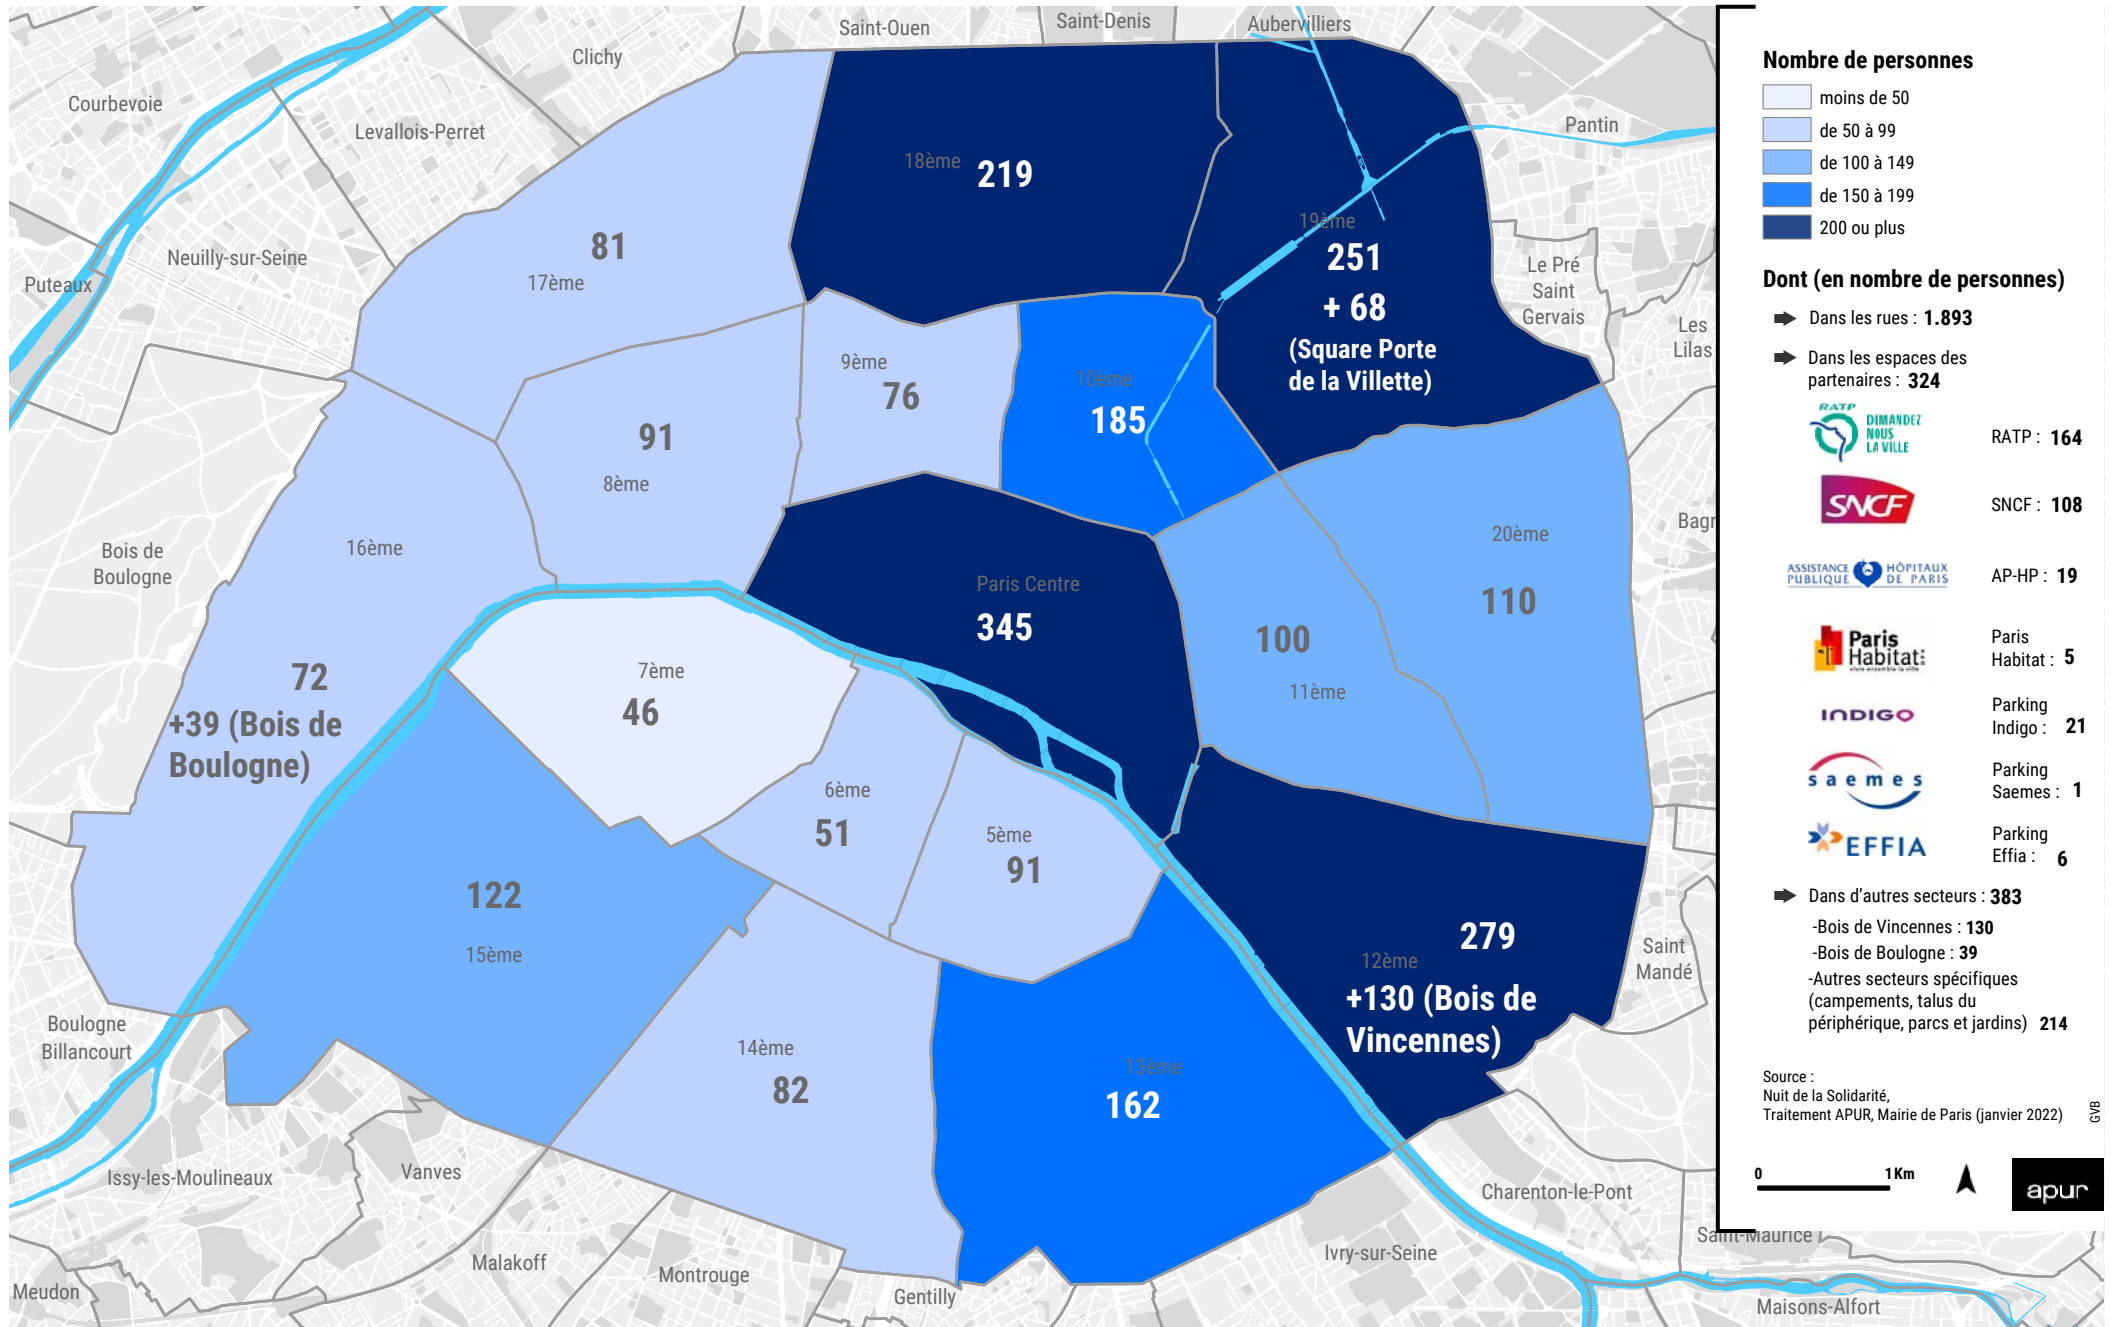 Saint-Ouen
Saint-Denis
Aubervilliers
Clichy
Courbevoie
Levallois-Perret
Pantin
Neuilly-sur-Seine
Puteaux
Le Pré
Saint
Gervais
Les
Lilas
18ème
219
19ème
251
+ 68
(Square Porte
de la Villette)
81
17ème
9ème
76
10ème
185
91
8ème
16ème
Bois de
Boulogne
20ème
110
Bagn
Paris Centre
345
100
11ème
72
+39 (Bois de
Boulogne)
7ème
46
6ème
51
5ème
91
122
15ème
279
12ème
+130 (Bois de
Vincennes)
Saint
Mandé
Boulogne
Billancourt
14ème
82
13ème
162
Issy-les-Moulineaux
Vanves
Malakoff
Montrouge
Meudon
Gentilly
Ivry-sur-Seine
Charenton-le-Pont
Saint-Maurice
Maisons-Alfort
Nombre de personnes
moins de 50
de 50 à 99
de 100 à 149
de 150 à 199
200 ou plus
Dont (en nombre de personnes)
Dans les rues : 1.893
Dans les espaces des
partenaires : 324
RATP
DIMANDEZ
NOUS
LA VILLE
RATP : 164
SNCF
SNCF : 108
ASSISTANCE HÔPITAUX
PUBLIQUE DE PARIS
AP-HP : 19
Paris
Habitat
vivre ensemble la ville
Paris
Habitat : 5
INDIGO
Parking
Indigo : 21
saemes
Parking
Saemes : 1
EFFIA
Parking
Effia : 6
Dans d'autres secteurs : 383
-Bois de Vincennes : 130
-Bois de Boulogne : 39
-Autres secteurs spécifiques
(campements, talus du
périphérique, parcs et jardins) 214
Source :
Nuit de la Solidarité,
Traitement APUR, Mairie de Paris (janvier 2022)
GVB
0 1 Km
apur